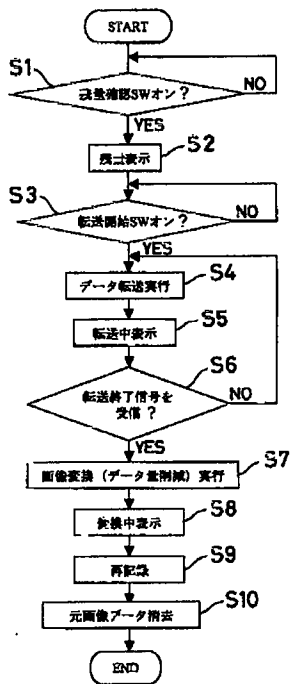 START
S1
残量確認SWオン?
NO
YES
S2
残量表示
S3
転送開始SWオン?
NO
YES
S4
データ転送実行
S5
転送中表示
S6
転送終了信号を
受信?
NO
YES
S7
画像変換（データ量削減）実行
S8
変換中表示
S9
再記録
S10
元画像データ消去
END